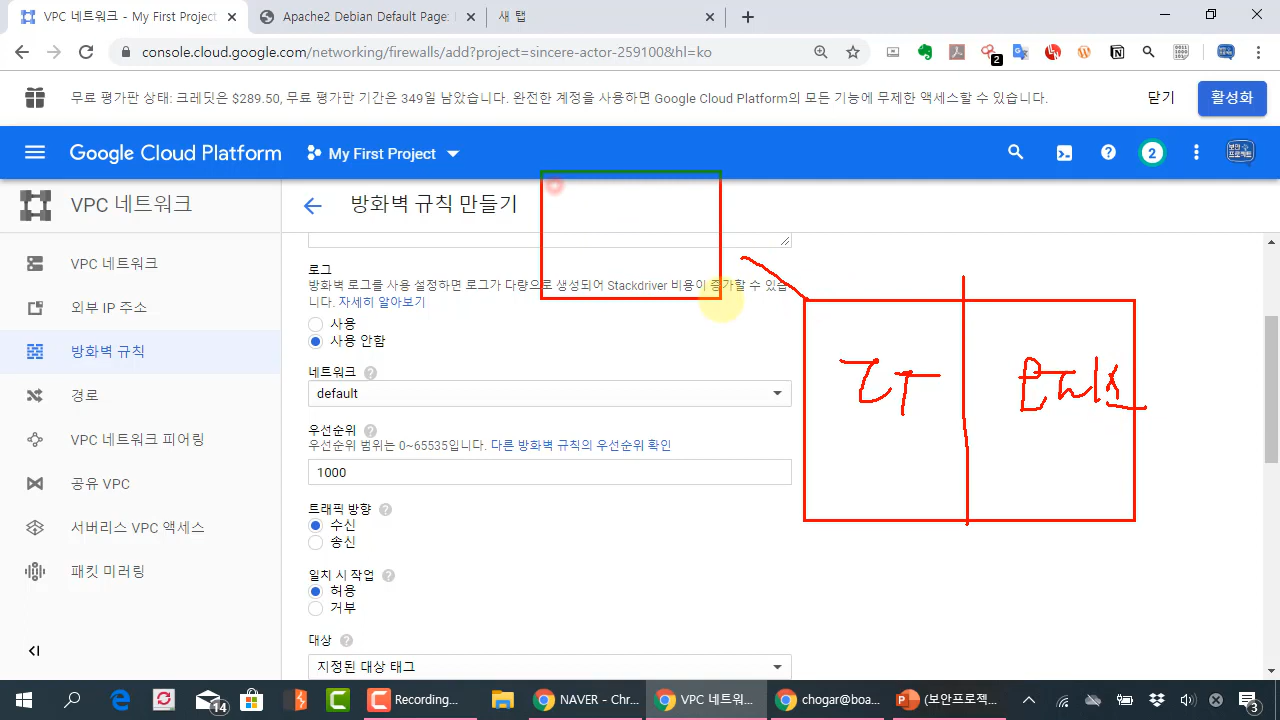 VPC 네트워크 - My First Project
Apache2 Debian Default Page:
새 탭
console.cloud.google.com/networking/firewalls/add?project=sincere-actor-259100&hl=ko
2
무료 평가판 상태: 크레딧은 $289.50, 무료 평가판 기간은 349일 남았습니다. 완전한 계정을 사용하면 Google Cloud Platform의 모든 기능에 무제한 액세스할 수 있습니다.
닫기
활성화
Google Cloud Platform
My First Project
2
보안
프로젝트
VPC 네트워크
방화벽 규칙 만들기
VPC 네트워크
외부 IP 주소
방화벽 규칙
경로
VPC 네트워크 피어링
공유 VPC
서버리스 VPC 액세스
패킷 미러링
로그
방화벽 로그를 사용 설정하면 로그가 다량으로 생성되어 Stackdriver 비용이 증가할 수 있습
니다. 자세히 알아보기
사용
사용 안함
네트워크
default
우선순위
우선순위 범위는 0~65535입니다. 다른 방화벽 규칙의 우선순위 확인
1000
트래픽 방향
수신
송신
일치 시 작업
허용
거부
대상
지정된 대상 태그
14
Recording...
NAVER - Chr...
VPC 네트워...
chogar@boa...
(보안프로젝...
3